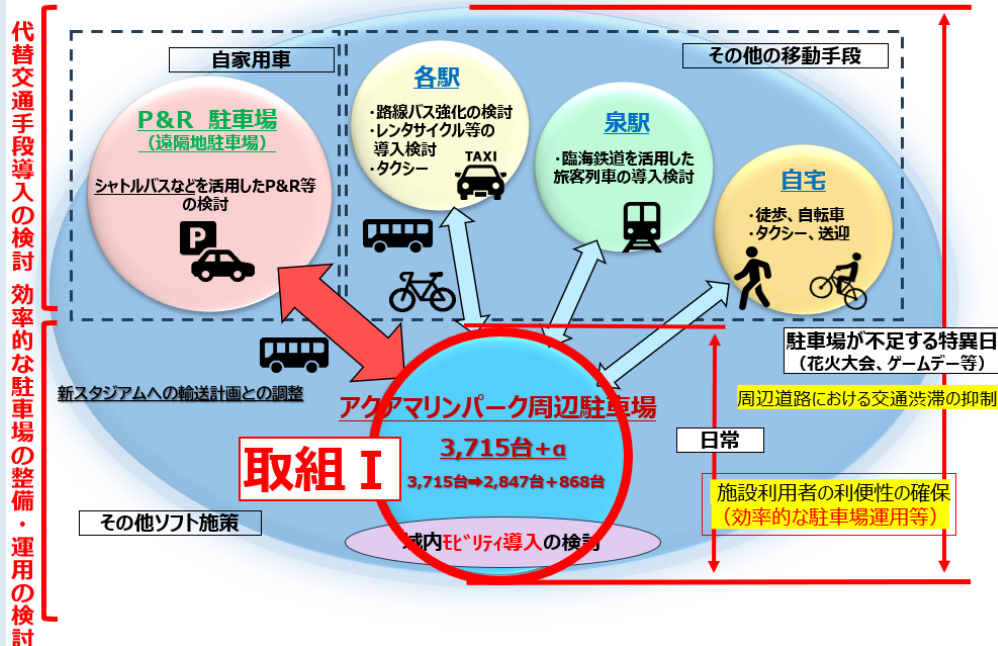 代替交通手段導入の検討
効率的な駐車場の整備・運用の検討
自家用車
その他の移動手段
P&R 駐車場
（遠隔地駐車場）
シャトルバスなどを活用したP&R等
の検討
P
各駅
・路線バス強化の検討
・レンタサイクル等の
導入検討
・タクシー
TAXI
泉駅
・臨海鉄道を活用した
旅客列車の導入検討
自宅
・徒歩、自転車
・タクシー、送迎
新スタジアムへの輸送計画との調整
駐車場が不足する特異日
（花火大会、ゲームデー等）
周辺道路における交通渋滞の抑制
アクアマリンパーク周辺駐車場
3,715台+α
3,715台➡2,847台+868台
取組Ⅰ
日常
施設利用者の利便性の確保
（効率的な駐車場運用等）
その他ソフト施策
域内ﾓﾋﾞﾘﾃｨ導入の検討